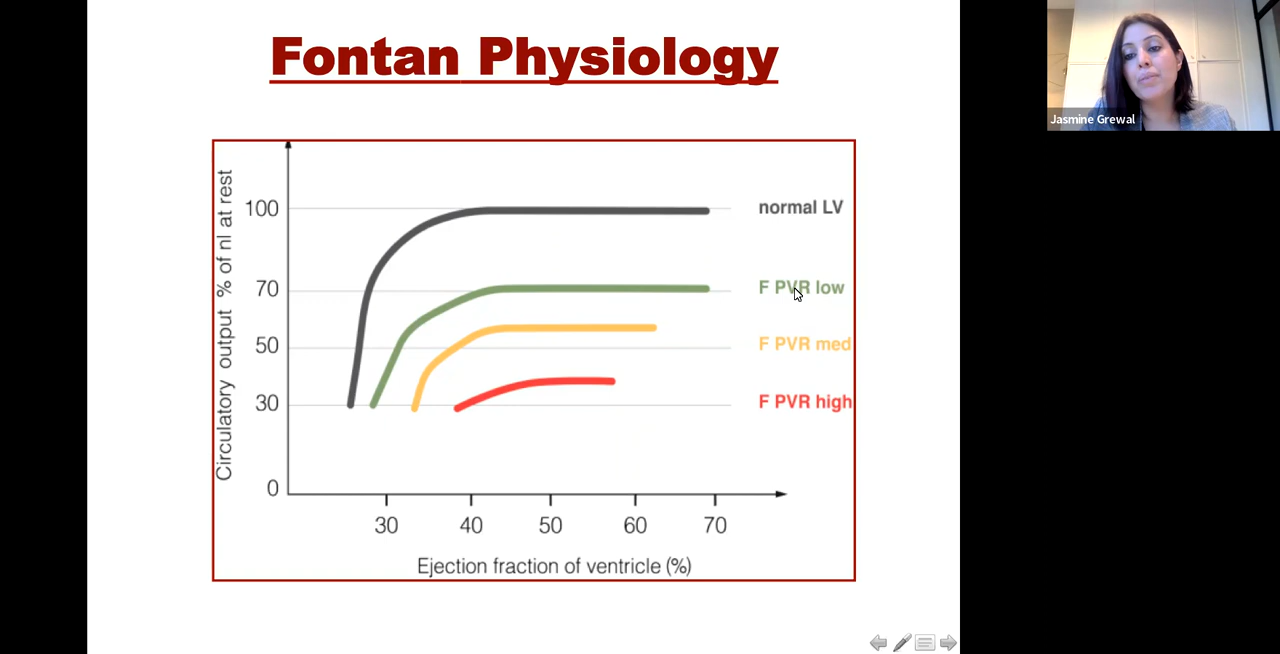 Fontan Physiology
Jasmine Grewal
Circulatory output % of nl at rest
100
70
50
30
0
normal LV
F PVR low
F PVR med
F PVR high
30 40 50 60 70
Ejection fraction of ventricle (%)